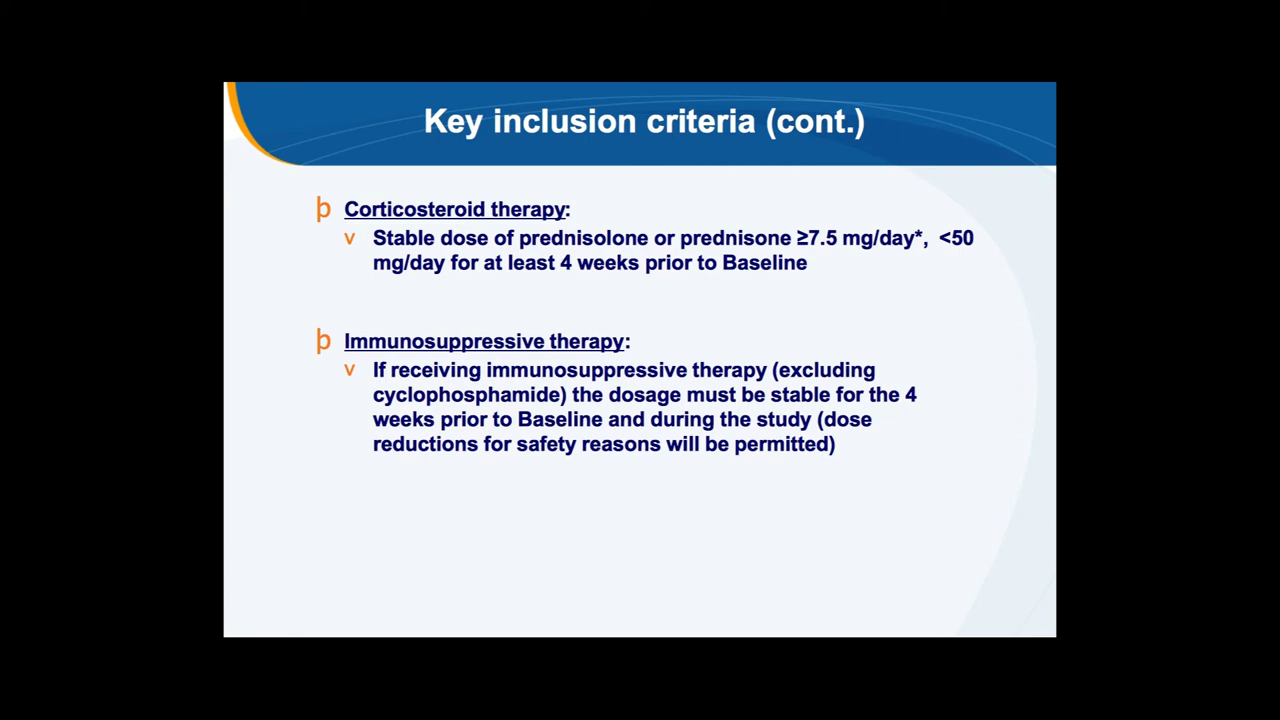 Key inclusion criteria (cont.)
þ Corticosteroid therapy:
v Stable dose of prednisolone or prednisone ≥7.5 mg/day*, <50
mg/day for at least 4 weeks prior to Baseline
þ Immunosuppressive therapy:
v If receiving immunosuppressive therapy (excluding
cyclophosphamide) the dosage must be stable for the 4
weeks prior to Baseline and during the study (dose
reductions for safety reasons will be permitted)